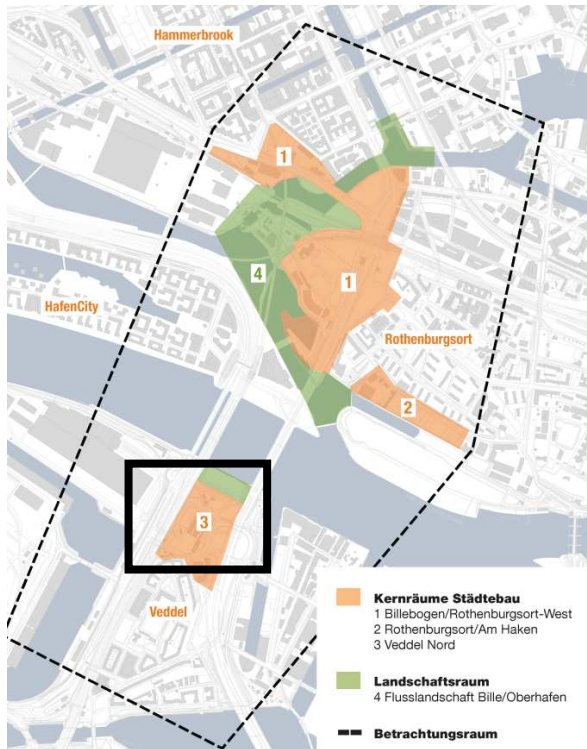 Hammerbrook
1
4
1
HafenCity
Rothenburgsort
2
3
Veddel
Kernräume Städtebau
1 Billebogen/Rothenburgsort-West
2 Rothenburgsort/Am Haken
3 Veddel Nord
Landschaftsraum
4 Flusslandschaft Bille/Oberhafen
Betrachtungsraum